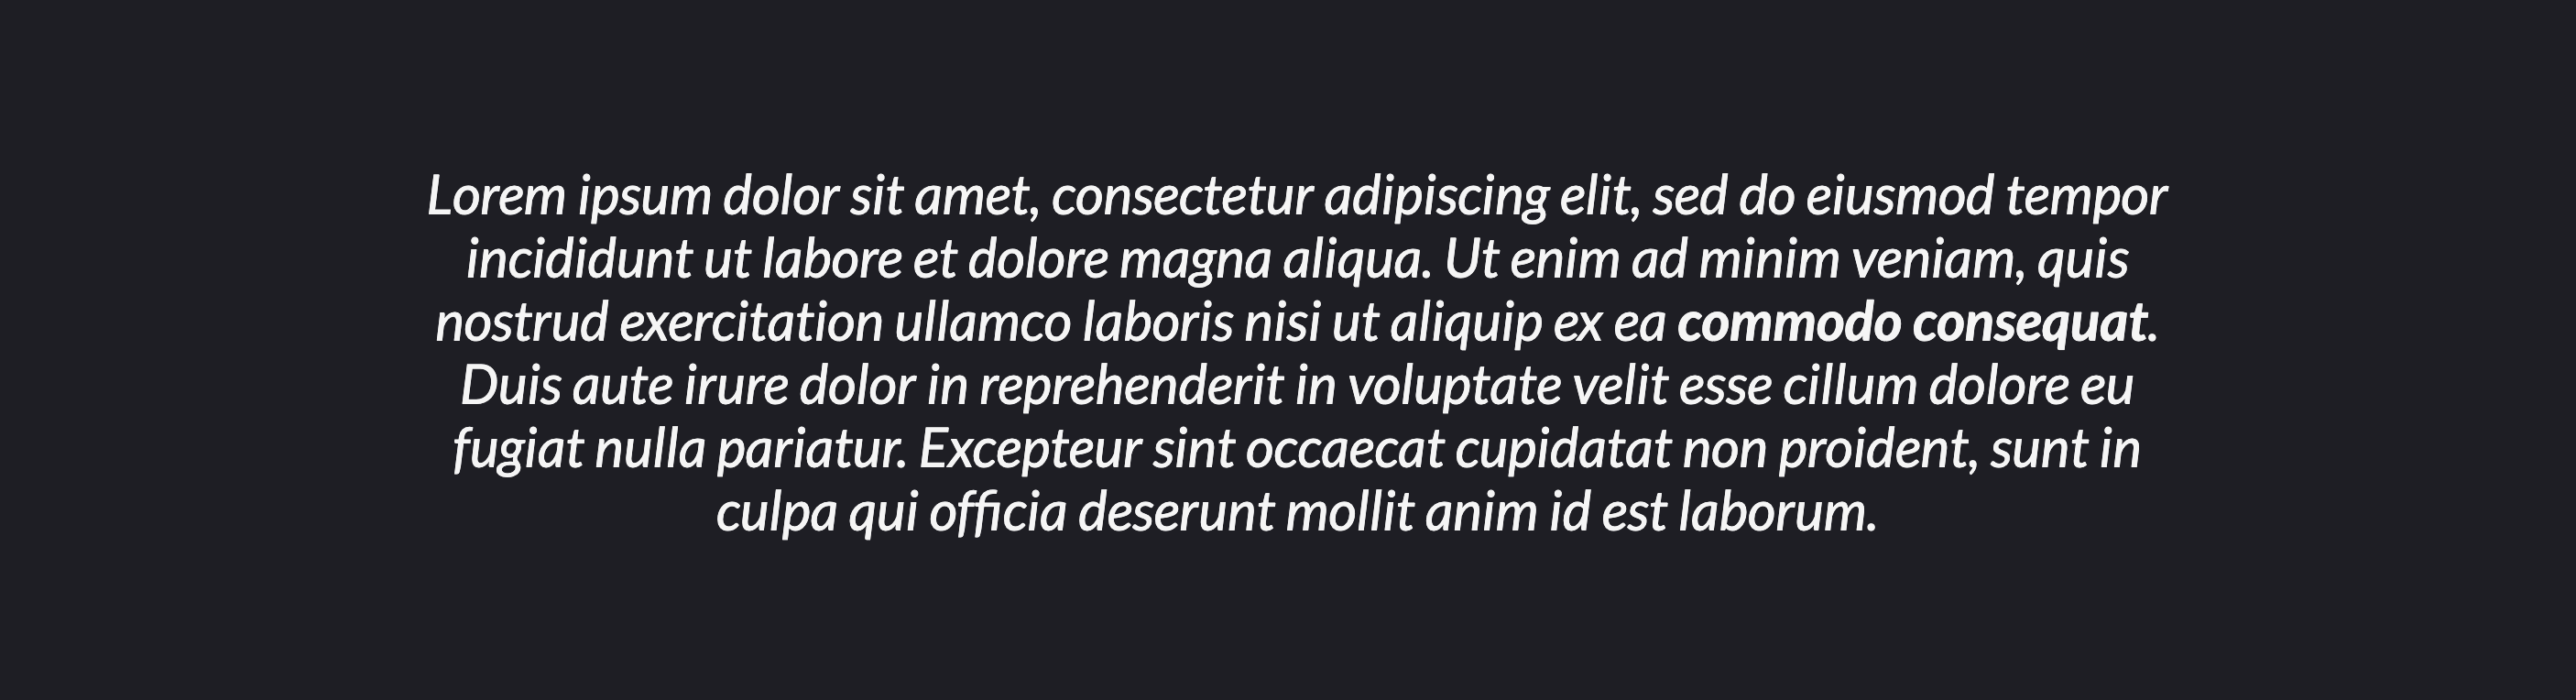 Lorem ipsum dolor sit amet, consectetur adipiscing elit, sed do eiusmod tempor
incididunt ut labore et dolore magna aliqua. Ut enim ad minim veniam, quis
nostrud exercitation ullamco laboris nisi ut aliquip ex ea commodo consequat.
Duis aute irure dolor in reprehenderit in voluptate velit esse cillum dolore eu
fugiat nulla pariatur. Excepteur sint occaecat cupidatat non proident, sunt in
culpa qui officia deserunt mollit anim id est laborum.